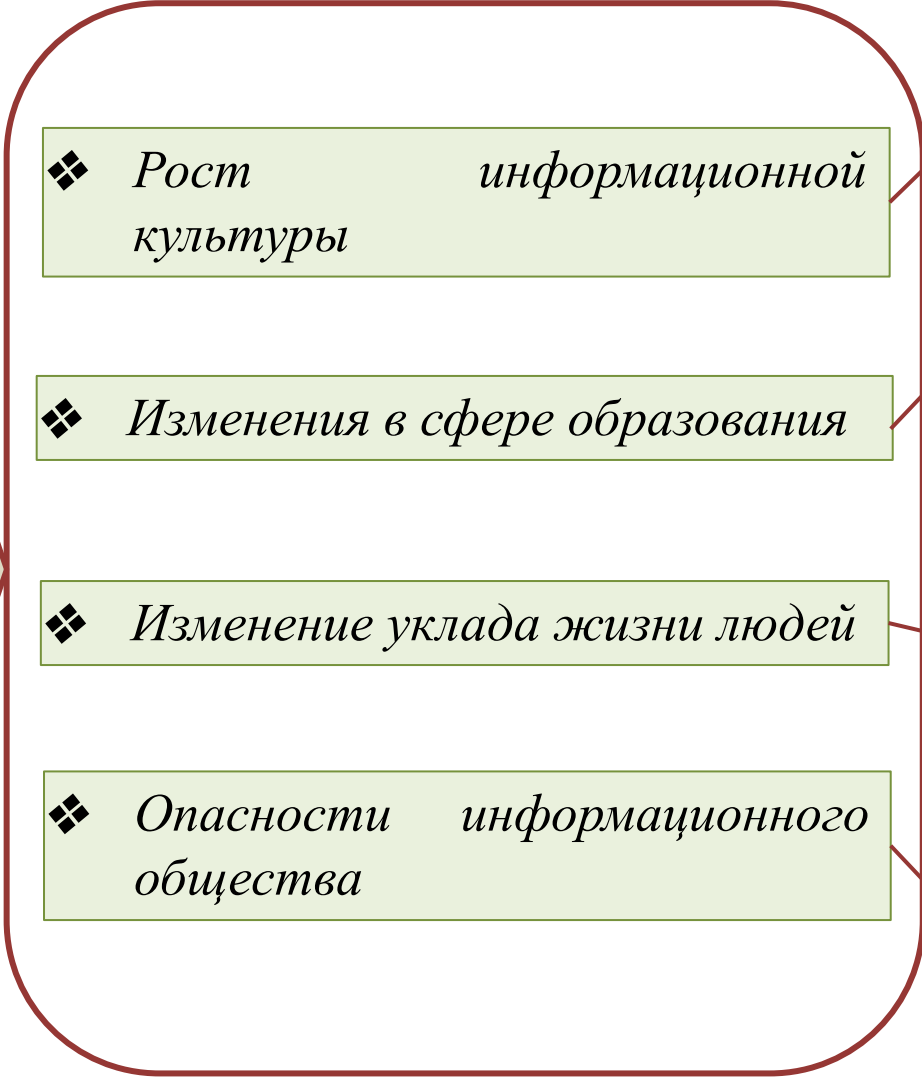 ❖ Рост информационной
культуры
❖ Изменения в сфере образования
❖ Изменение уклада жизни людей
❖ Опасности информационного
общества